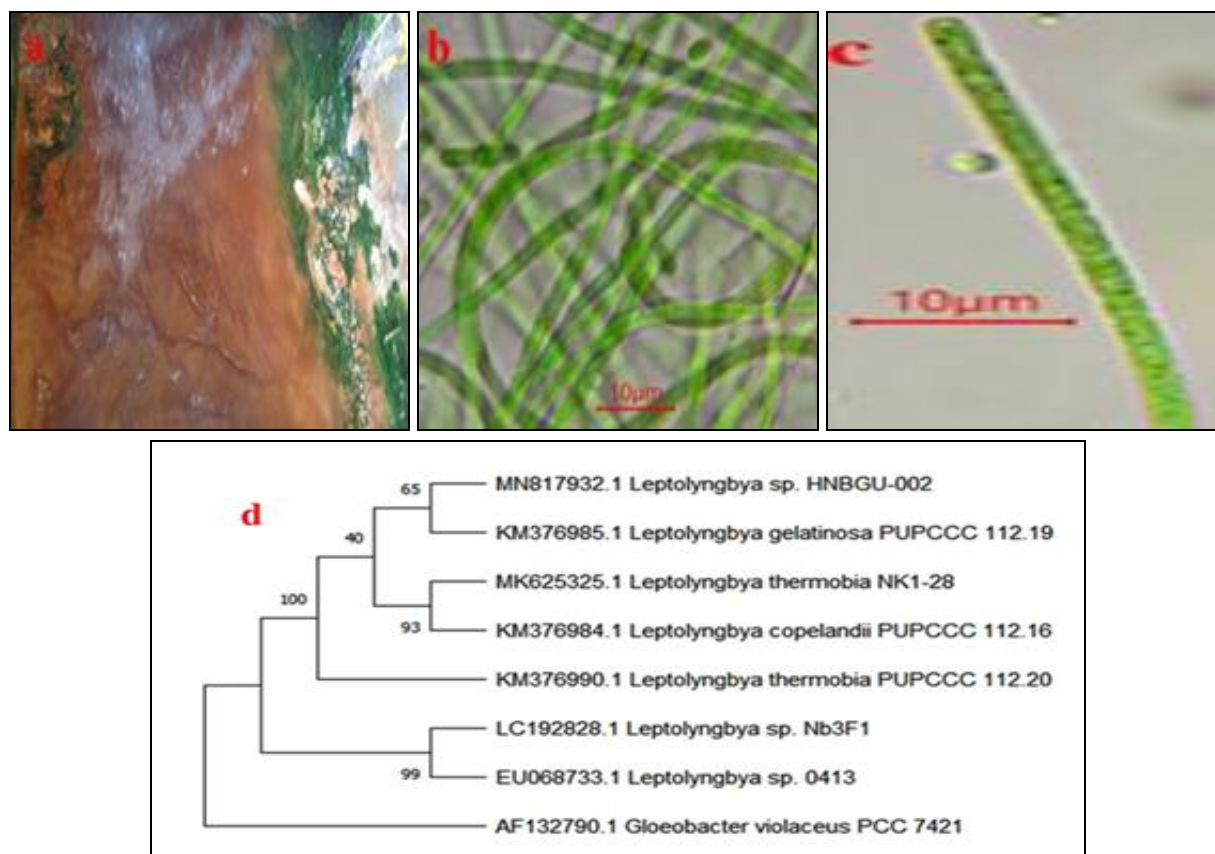 a
b
c
10µm
10µm
d
65
MN817932.1 Leptolyngbya sp. HNBGU-002
KM376985.1 Leptolyngbya gelatinosa PUPCCC 112.19
40
MK625325.1 Leptolyngbya thermobia NK1-28
100
93
KM376984.1 Leptolyngbya copelandii PUPCCC 112.16
KM376990.1 Leptolyngbya thermobia PUPCCC 112.20
LC192828.1 Leptolyngbya sp. Nb3F1
99
EU068733.1 Leptolyngbya sp. 0413
AF132790.1 Gloeobacter violaceus PCC 7421